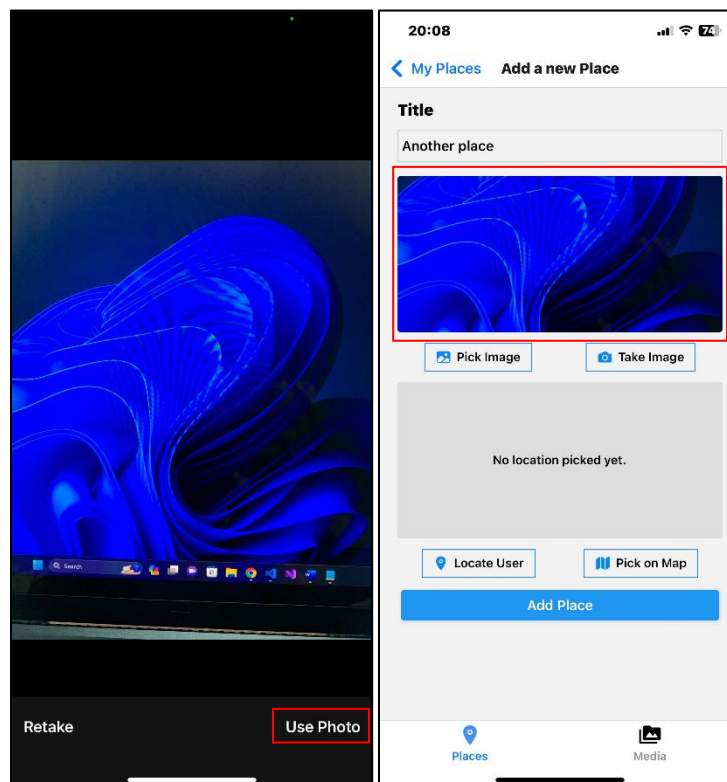 Search
Retake
Use Photo
20:08
74
My Places
Add a new Place
Title
Another place
Pick Image
Take Image
No location picked yet.
Locate User
Pick on Map
Add Place
Places
Media